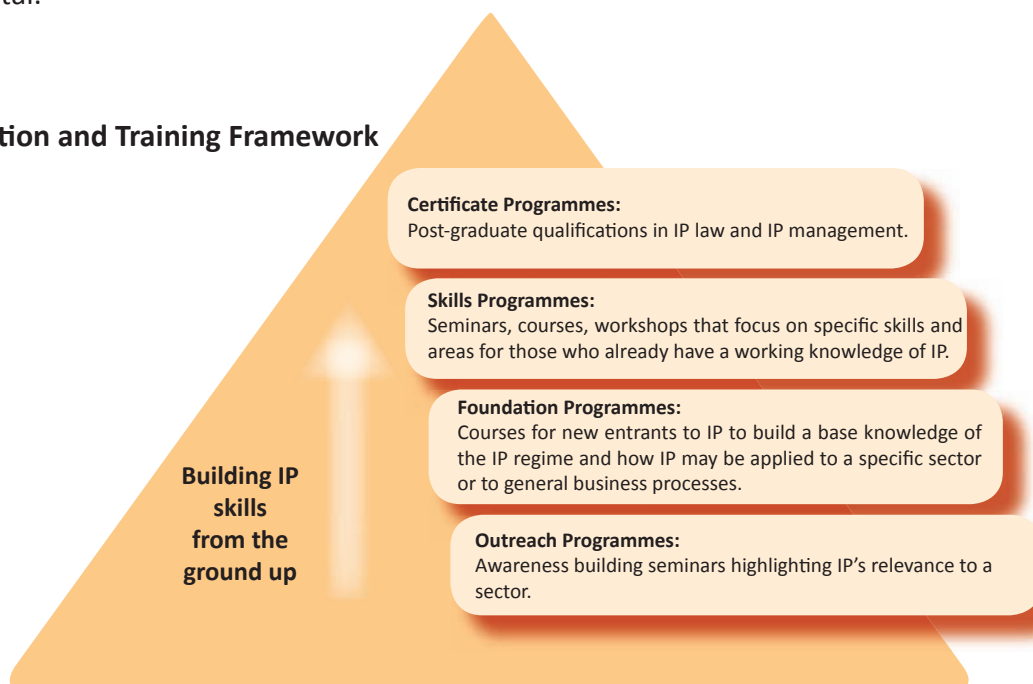 tion and Training Framework
Certificate Programmes:
Post-graduate qualifications in IP law and IP management.
Skills Programmes:
Seminars, courses, workshops that focus on specific skills and
areas for those who already have a working knowledge of IP.
Foundation Programmes:
Courses for new entrants to IP to build a base knowledge of
the IP regime and how IP may be applied to a specific sector
or to general business processes.
Outreach Programmes:
Awareness building seminars highlighting IP’s relevance to a
sector.
Building IP
skills
from the
ground up